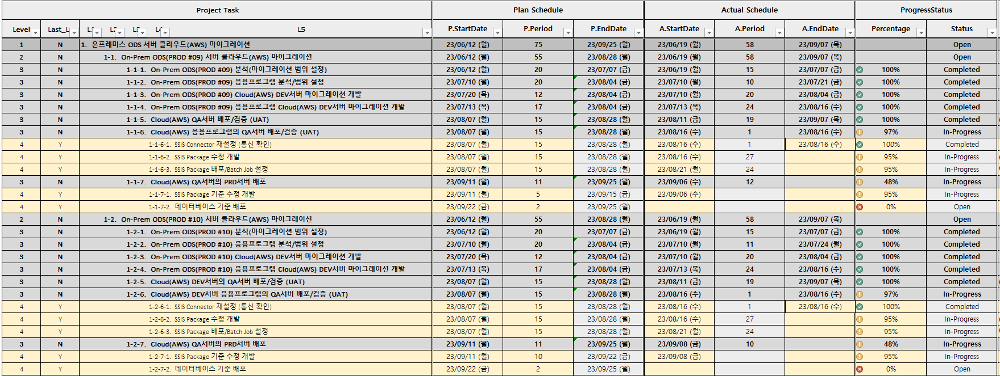 Project Task Plan Schedule Actual Schedule ProgressStatus
Level Last_L L1 L2 L3 L4 L5 P.StartDate P.Period P.EndDate A.StartDate A.Period A.EndDate Percentage Status
1 N 1. 온프레미스 ODS 서버 클라우드(AWS) 마이그레이션 23/06/12 (월) 75 23/09/25 (월) 23/06/19 (월) 58 23/09/07 (목) Open
2 N 1-1. On-Prem ODS(PROD #09) 서버 클라우드(AWS) 마이그레이션 23/06/12 (월) 55 23/08/28 (월) 23/06/19 (월) 58 23/09/07 (목) Open
3 N 1-1-1. On-Prem ODS(PROD #09) 분석(마이그레이션 범위 설정) 23/06/12 (월) 20 23/07/07 (금) 23/06/19 (월) 15 23/07/07 (금) 100% Completed
3 N 1-1-2. On-Prem ODS(PROD #09) 응용프로그램 분석/범위 설정 23/07/10 (월) 20 23/08/04 (금) 23/07/10 (월) 10 23/07/21 (금) 100% Completed
3 N 1-1-3. On-Prem ODS(PROD #09) Cloud(AWS) DEV서버 마이그레이션 개발 23/07/20 (목) 12 23/08/04 (금) 23/07/10 (월) 20 23/08/04 (금) 100% Completed
3 N 1-1-4. On-Prem ODS(PROD #09) 응용프로그램 Cloud(AWS) DEV서버 마이그레이션 개발 23/07/13 (목) 17 23/08/04 (금) 23/07/13 (목) 24 23/08/16 (수) 100% Completed
3 N 1-1-5. Cloud(AWS) QA서버 배포/검증 (UAT) 23/08/07 (월) 15 23/08/28 (월) 23/08/11 (금) 19 23/09/07 (목) 100% Completed
3 N 1-1-6. Cloud(AWS) 응용프로그램의 QA서버 배포/검증 (UAT) 23/08/07 (월) 15 23/08/28 (월) 23/08/16 (수) 1 23/08/16 (수) 97% In-Progress
4 Y 1-1-6-1. SSIS Connector 재설정 (통신 확인) 23/08/07 (월) 15 23/08/28 (월) 23/08/16 (수) 1 23/08/16 (수) 100% Completed
4 Y 1-1-6-2. SSIS Package 수정 개발 23/08/07 (월) 15 23/08/28 (월) 23/08/16 (수) 27 95% In-Progress
4 Y 1-1-6-3. SSIS Package 배포/Batch Job 설정 23/08/07 (월) 15 23/08/28 (월) 23/08/21 (월) 24 95% In-Progress
3 N 1-1-7. Cloud(AWS) QA서버의 PRD서버 배포 23/09/11 (월) 11 23/09/25 (월) 23/09/06 (수) 12 48% In-Progress
4 Y 1-1-7-1. SSIS Package 기준 수정 개발 23/09/11 (월) 5 23/09/15 (금) 23/09/06 (수) 95% In-Progress
4 Y 1-1-7-2. 데이터베이스 기준 배포 23/09/22 (금) 2 23/09/25 (월) 0% Open
2 N 1-2. On-Prem ODS(PROD #10) 서버 클라우드(AWS) 마이그레이션 23/06/12 (월) 55 23/08/28 (월) 23/06/19 (월) 58 23/09/07 (목) Open
3 N 1-2-1. On-Prem ODS(PROD #10) 분석(마이그레이션 범위 설정) 23/06/12 (월) 20 23/07/07 (금) 23/06/19 (월) 15 23/07/07 (금) 100% Completed
3 N 1-2-2. On-Prem ODS(PROD #10) 응용프로그램 분석/범위 설정 23/07/10 (월) 20 23/08/04 (금) 23/07/10 (월) 11 23/07/24 (월) 100% Completed
3 N 1-2-3. On-Prem ODS(PROD #10) Cloud(AWS) DEV서버 마이그레이션 개발 23/07/20 (목) 12 23/08/04 (금) 23/07/10 (월) 20 23/08/04 (금) 100% Completed
3 N 1-2-4. On-Prem ODS(PROD #10) 응용프로그램 Cloud(AWS) DEV서버 마이그레이션 개발 23/07/13 (목) 17 23/08/04 (금) 23/07/13 (목) 24 23/08/16 (수) 100% Completed
3 N 1-2-5. Cloud(AWS) DEV서버의 QA서버 배포/검증 (UAT) 23/08/07 (월) 15 23/08/28 (월) 23/08/11 (금) 19 23/09/07 (목) 100% Completed
3 N 1-2-6. Cloud(AWS) DEV서버 응용프로그램의 QA서버 배포/검증 (UAT) 23/08/07 (월) 15 23/08/28 (월) 23/08/16 (수) 1 23/08/16 (수) 97% In-Progress
4 Y 1-2-6-1. SSIS Connector 재설정 (통신 확인) 23/08/07 (월) 15 23/08/28 (월) 23/08/16 (수) 1 23/08/16 (수) 100% Completed
4 Y 1-2-6-2. SSIS Package 수정 개발 23/08/07 (월) 15 23/08/28 (월) 23/08/16 (수) 27 95% In-Progress
4 Y 1-2-6-3. SSIS Package 배포/Batch Job 설정 23/08/07 (월) 15 23/08/28 (월) 23/08/21 (월) 24 95% In-Progress
3 N 1-2-7. Cloud(AWS) QA서버의 PRD서버 배포 23/09/11 (월) 11 23/09/25 (월) 23/09/08 (금) 10 48% In-Progress
4 Y 1-2-7-1. SSIS Package 기준 수정 개발 23/09/11 (월) 10 23/09/22 (금) 23/09/08 (금) 95% In-Progress
4 Y 1-2-7-2. 데이터베이스 기준 배포 23/09/22 (금) 2 23/09/25 (월) 0% Open